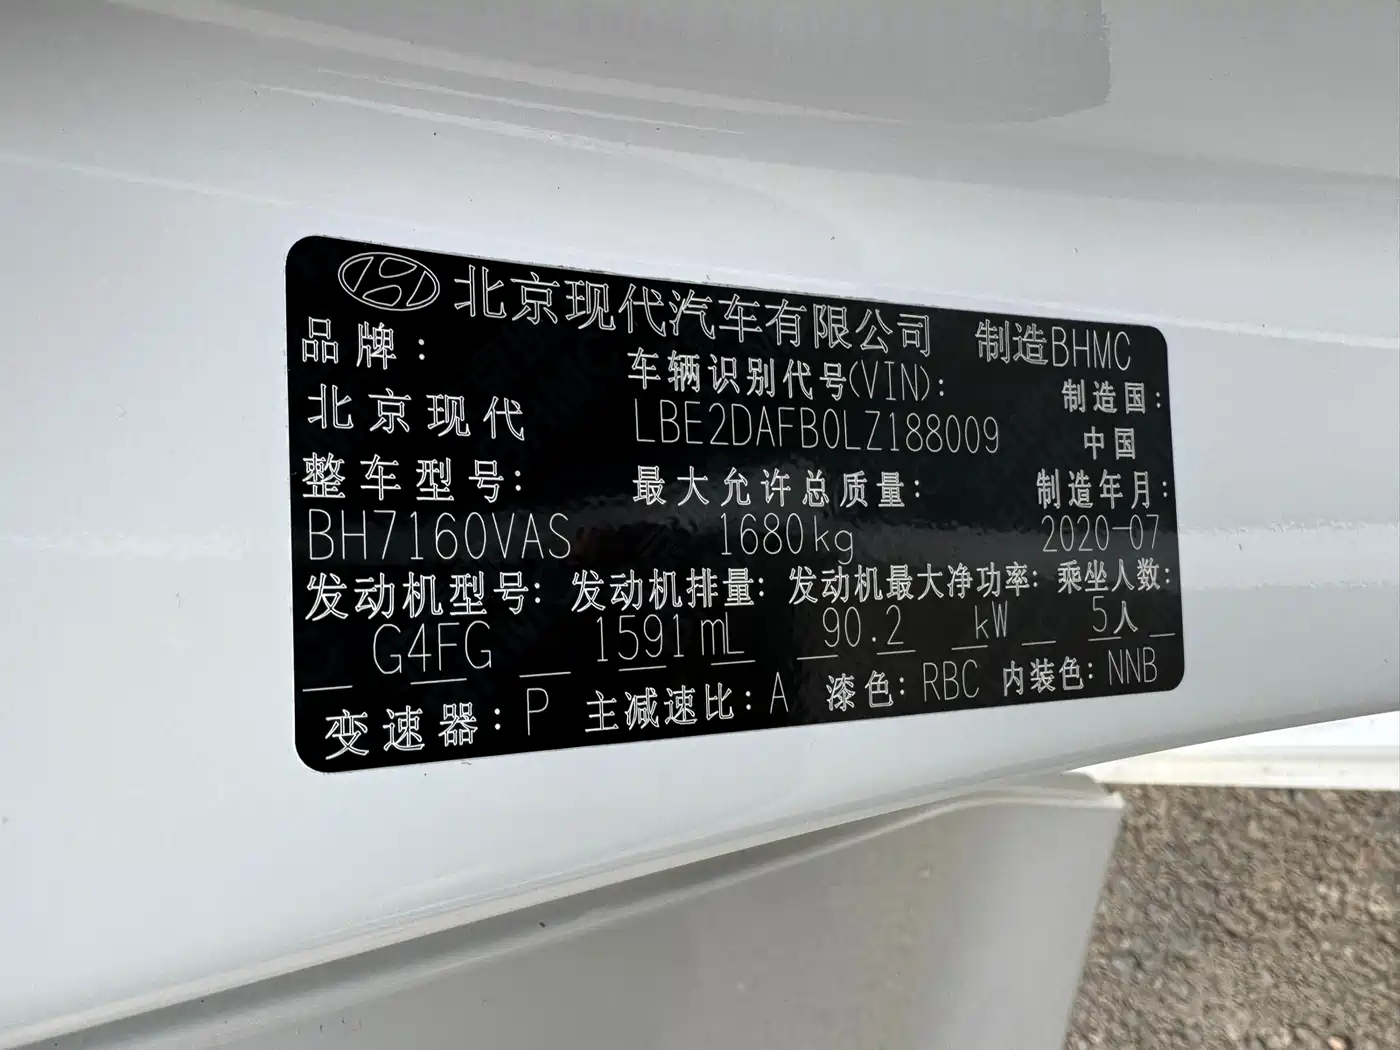 北京现代汽车有限公司 制造BHMC
品牌: 车辆识别代号(VIN): 制造国:
北京现代 LBE2DAFB0LZ188009 中国
整车型号: 最大允许总质量: 制造年月:
BH7160VAS 1680kg 2020-07
发动机型号: 发动机排量: 发动机最大净功率: 乘坐人数:
G4FG 1591mL 90.2 kW 5人
变速器: P 主减速比: A 漆色: RBC 内装色: NNB